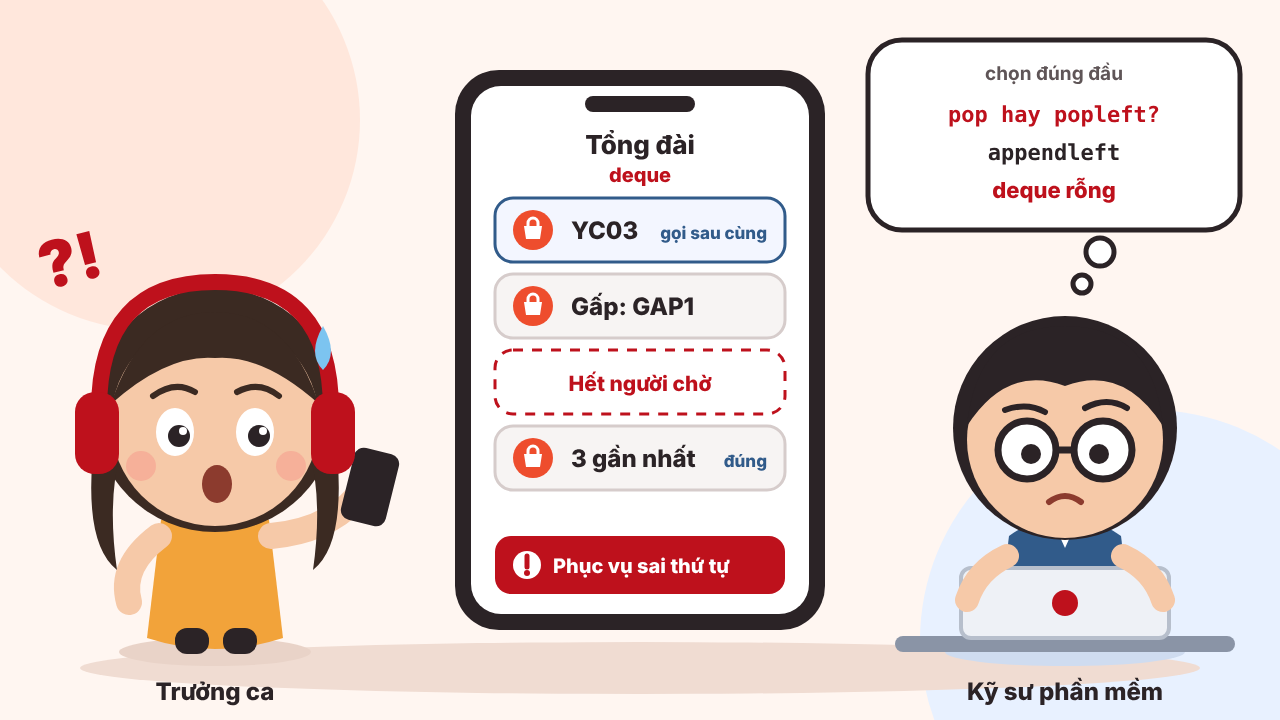 ?!
Trưởng ca
Tổng đài
deque
YC03 gọi sau cùng
Gấp: GAP1
Hết người chờ
3 gần nhất đúng
Phục vụ sai thứ tự
chọn đúng đầu
pop hay popleft?
appendleft
deque rỗng
Kỹ sư phần mềm